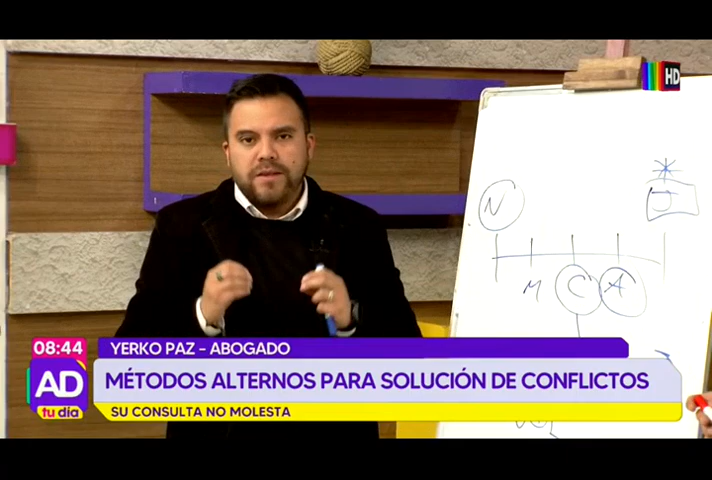 HD
N
J
M
C
A
08:44
YERKO PAZ - ABOGADO
AD
MÉTODOS ALTERNOS PARA SOLUCIÓN DE CONFLICTOS
tu día
SU CONSULTA NO MOLESTA